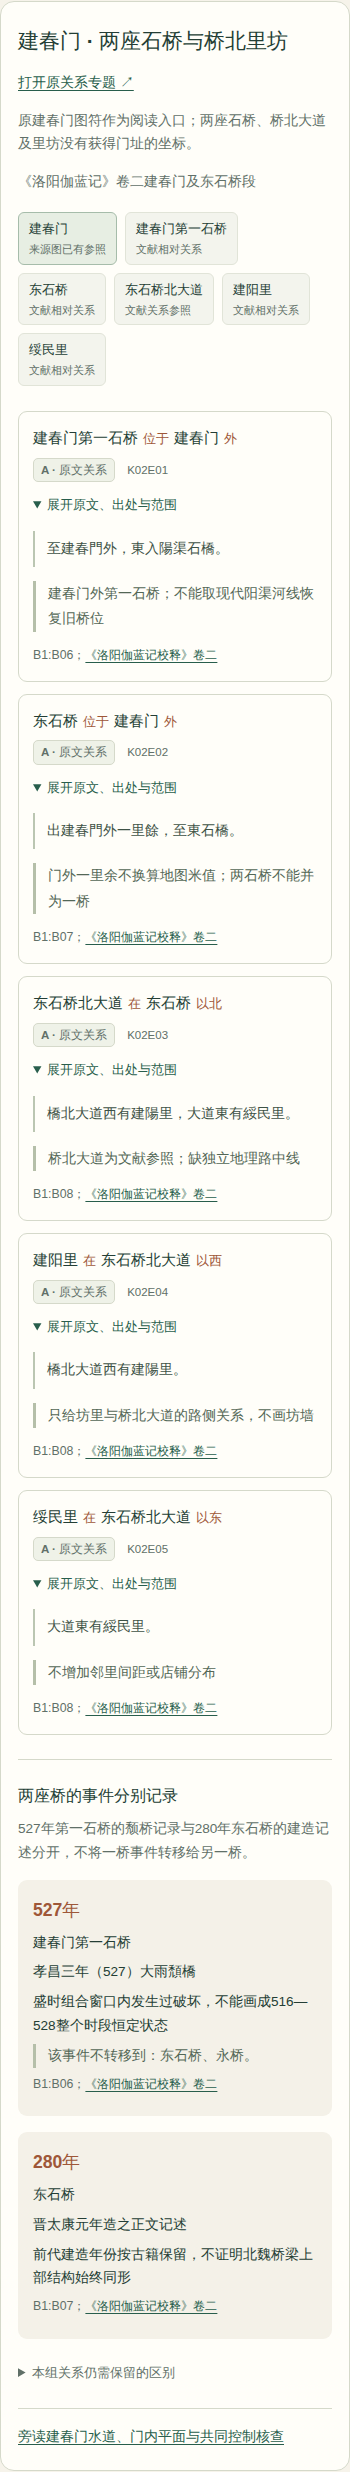 建春门 · 两座石桥与桥北里坊
打开原关系专题 ↗
原建春门图符作为阅读入口；两座石桥、桥北大道
及里坊没有获得门址的坐标。
《洛阳伽蓝记》卷二建春门及东石桥段
建春门
来源图已有参照
建春门第一石桥
文献相对关系
东石桥
文献相对关系
东石桥北大道
文献关系参照
建阳里
文献相对关系
绥民里
文献相对关系
建春门第一石桥 位于 建春门 外
A · 原文关系 K02E01
▼ 展开原文、出处与范围
至建春門外，東入陽渠石橋。
建春门外第一石桥；不能取现代阳渠河线恢
复旧桥位
B1:B06；《洛阳伽蓝记校释》卷二
东石桥 位于 建春门 外
A · 原文关系 K02E02
▼ 展开原文、出处与范围
出建春門外一里餘，至東石橋。
门外一里余不换算地图米值；两石桥不能并
为一桥
B1:B07；《洛阳伽蓝记校释》卷二
东石桥北大道 在 东石桥 以北
A · 原文关系 K02E03
▼ 展开原文、出处与范围
橋北大道西有建陽里，大道東有綏民里。
桥北大道为文献参照；缺独立地理路中线
B1:B08；《洛阳伽蓝记校释》卷二
建阳里 在 东石桥北大道 以西
A · 原文关系 K02E04
▼ 展开原文、出处与范围
橋北大道西有建陽里。
只给坊里与桥北大道的路侧关系，不画坊墙
B1:B08；《洛阳伽蓝记校释》卷二
绥民里 在 东石桥北大道 以东
A · 原文关系 K02E05
▼ 展开原文、出处与范围
大道東有綏民里。
不增加邻里间距或店铺分布
B1:B08；《洛阳伽蓝记校释》卷二
两座桥的事件分别记录
527年第一石桥的颓桥记录与280年东石桥的建造记
述分开，不将一桥事件转移给另一桥。
527年
建春门第一石桥
孝昌三年（527）大雨頹橋
盛时组合窗口内发生过破坏，不能画成516—
528整个时段恒定状态
该事件不转移到：东石桥、永桥。
B1:B06；《洛阳伽蓝记校释》卷二
280年
东石桥
晋太康元年造之正文记述
前代建造年份按古籍保留，不证明北魏桥梁上
部结构始终同形
B1:B07；《洛阳伽蓝记校释》卷二
▶ 本组关系仍需保留的区别
旁读建春门水道、门内平面与共同控制核查